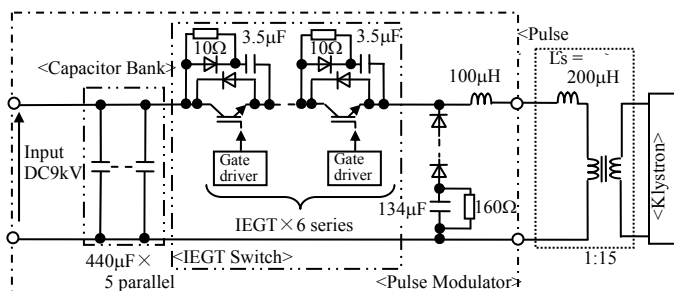 <Pulse
3.5μF
3.5μF
10Ω
10Ω
L's =
200μH
<Capacitor Bank>
100μH
Input
DC9kV
Gate
driver
Gate
driver
134μF
160Ω
IEGT×6 series
<Klystron>
<IEGT Switch>
<Pulse Modulator>
440μF×
5 parallel
1:15